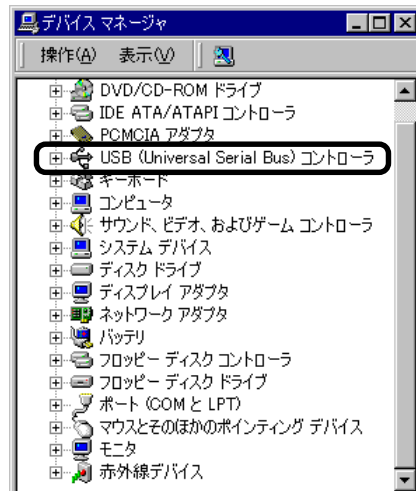 デバイス マネージャ
操作(A) 表示(V)
DVD/CD-ROM ドライブ
IDE ATA/ATAPI コントローラ
PCMCIA アダプタ
USB (Universal Serial Bus) コントローラ
キーボード
コンピュータ
サウンド、ビデオ、およびゲーム コントローラ
システム デバイス
ディスク ドライブ
ディスプレイ アダプタ
ネットワーク アダプタ
バッテリ
フロッピー ディスク コントローラ
フロッピー ディスク ドライブ
ポート (COM と LPT)
マウスとそのほかのポインティング デバイス
モニタ
赤外線デバイス